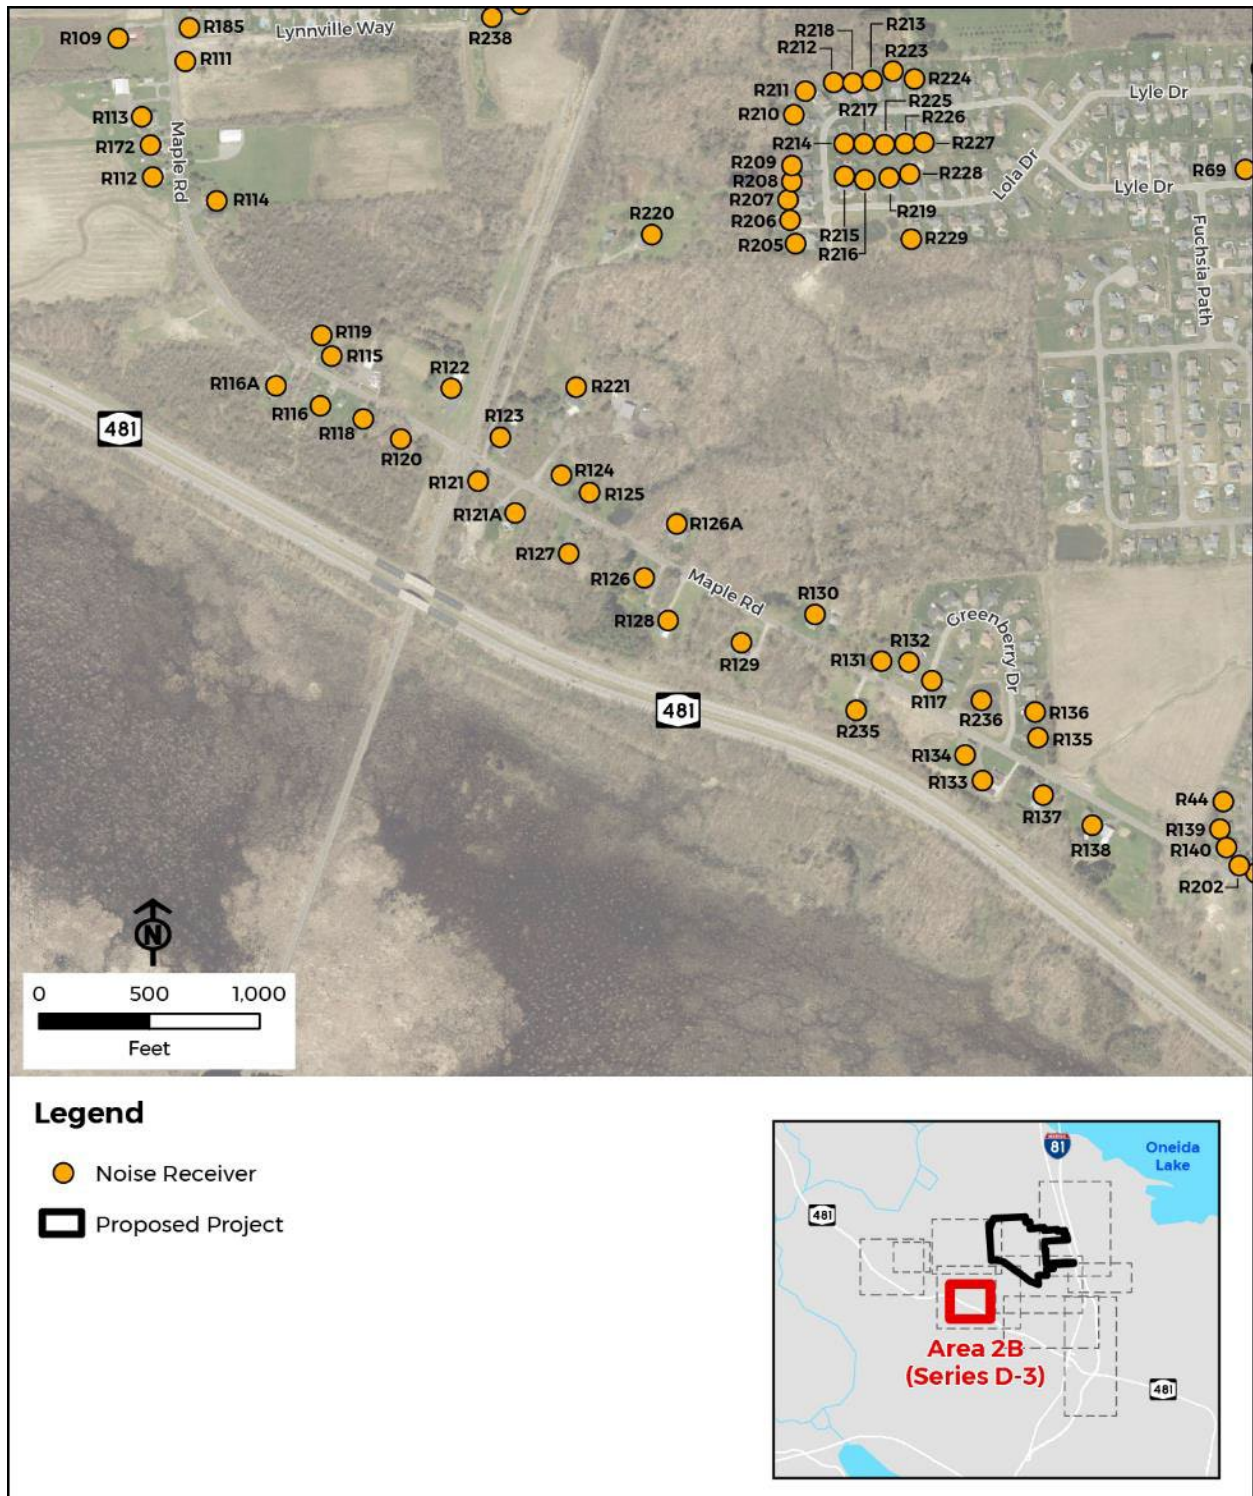 R109
R185
R111
Lynnville Way
R238
R218
R213
R212
R223
R224
R211
R210
Lyle Dr
R113
R172
R112
Maple Rd
R114
R217
R225
R226
R214
R227
R209
R208
R207
R206
R205
R228
R219
R215
R216
R229
Lola Dr
Lyle Dr
R69
Fuchsia Path
R220
R119
R115
R116A
R116
R118
R122
R221
R123
R120
481
R124
R121
R125
R121A
R126A
R127
R126
Maple Rd
R128
R130
R129
Greenberry Dr
R132
R131
R117
R236
R235
R136
R135
481
R134
R133
R137
R138
R44
R139
R140
R202
N
0 500 1,000
Feet
Legend
Noise Receiver
Proposed Project
81
Oneida
Lake
481
Area 2B
(Series D-3)
481